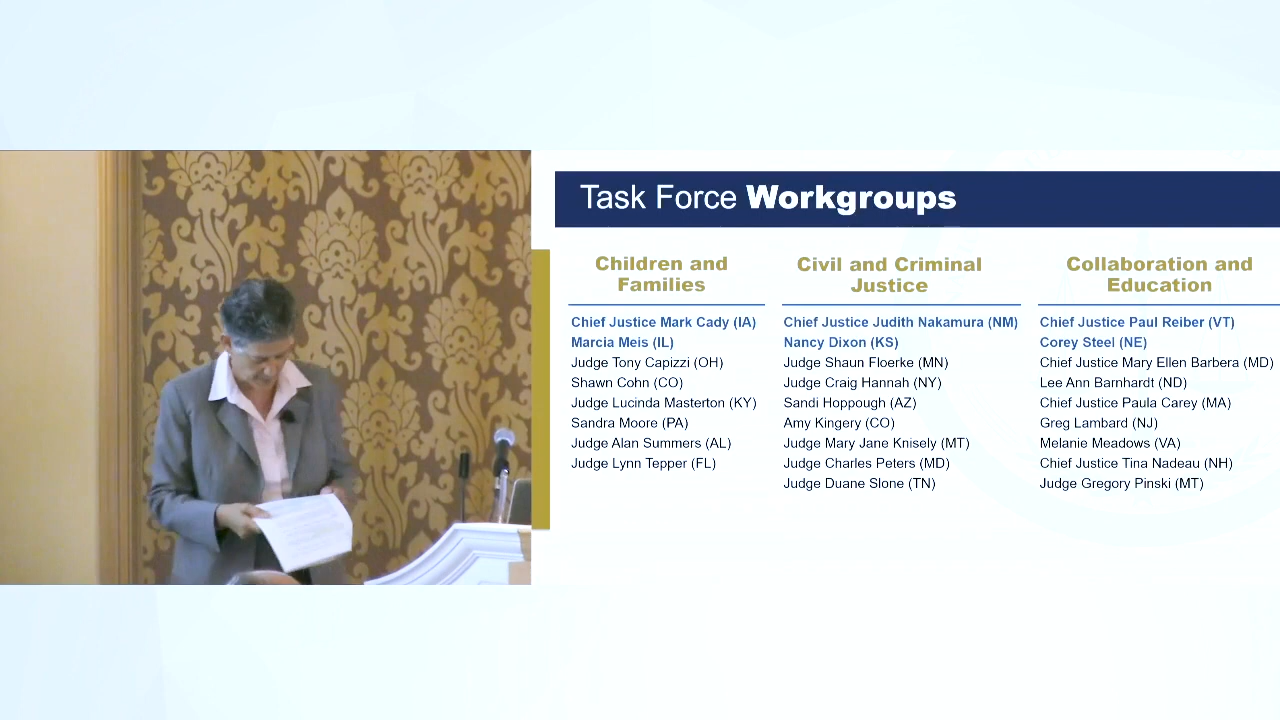 Task Force Workgroups
Children and
Families
Chief Justice Mark Cady (IA)
Marcia Meis (IL)
Judge Tony Capizzi (OH)
Shawn Cohn (CO)
Judge Lucinda Masterton (KY)
Sandra Moore (PA)
Judge Alan Summers (AL)
Judge Lynn Tepper (FL)
Civil and Criminal
Justice
Chief Justice Judith Nakamura (NM)
Nancy Dixon (KS)
Judge Shaun Floerke (MN)
Judge Craig Hannah (NY)
Sandi Hoppough (AZ)
Amy Kingery (CO)
Judge Mary Jane Knisely (MT)
Judge Charles Peters (MD)
Judge Duane Slone (TN)
Collaboration and
Education
Chief Justice Paul Reiber (VT)
Corey Steel (NE)
Chief Justice Mary Ellen Barbera (MD)
Lee Ann Barnhardt (ND)
Chief Justice Paula Carey (MA)
Greg Lambard (NJ)
Melanie Meadows (VA)
Chief Justice Tina Nadeau (NH)
Judge Gregory Pinski (MT)